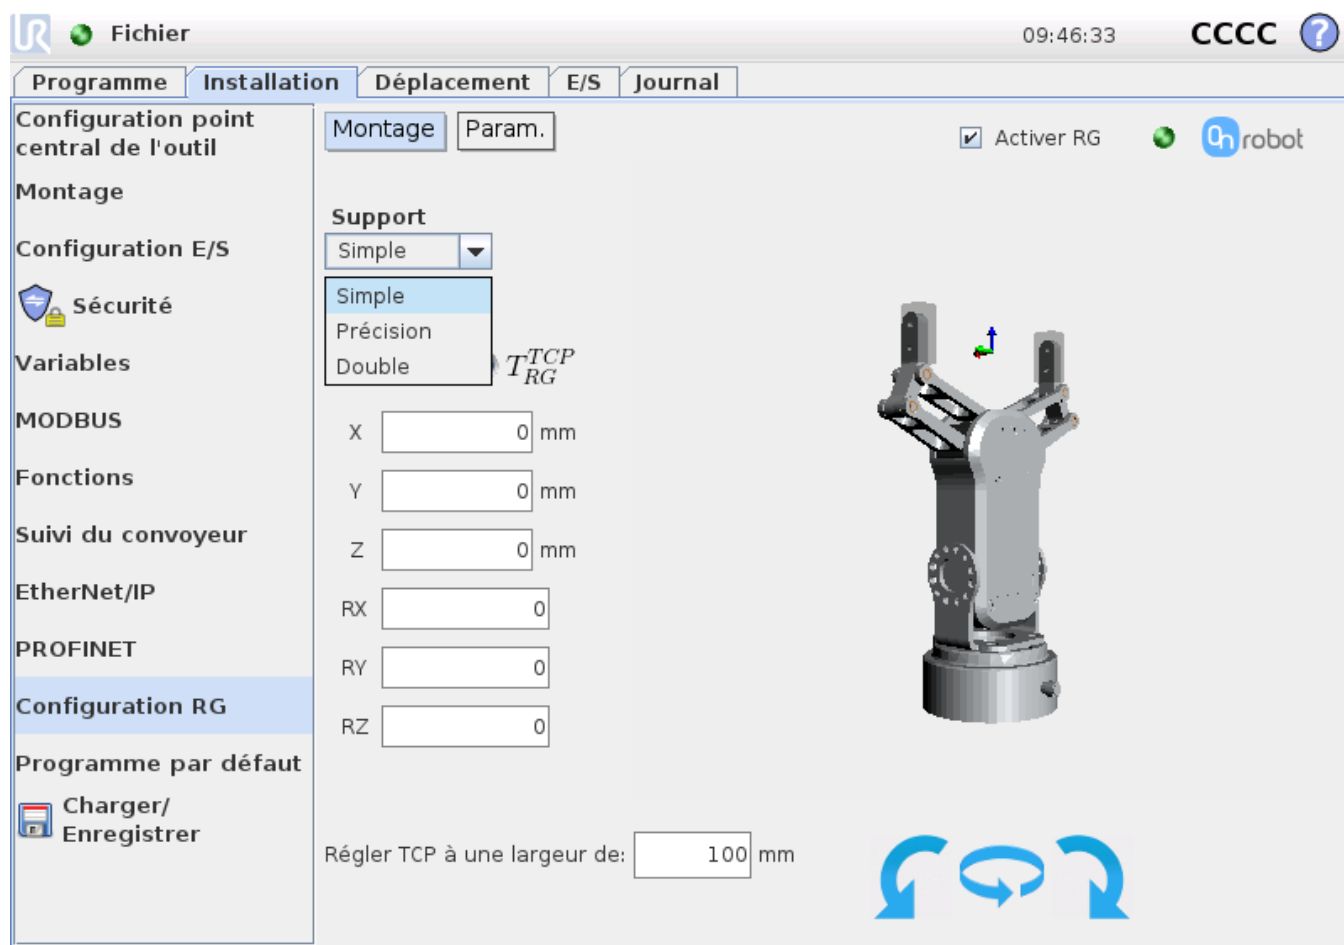 UR Fichier 09:46:33 CCCC ?
Programme Installation Déplacement E/S Journal
Configuration point
central de l'outil
Montage
Configuration E/S
Sécurité
Variables
MODBUS
Fonctions
Suivi du convoyeur
EtherNet/IP
PROFINET
Configuration RG
Programme par défaut
Charger/
Enregistrer
Montage Param. Activer RG On robot
Support
Simple
Simple
Précision
Double
T_{RG}^{TCP}
X 0 mm
Y 0 mm
Z 0 mm
RX 0
RY 0
RZ 0
Régler TCP à une largeur de: 100 mm